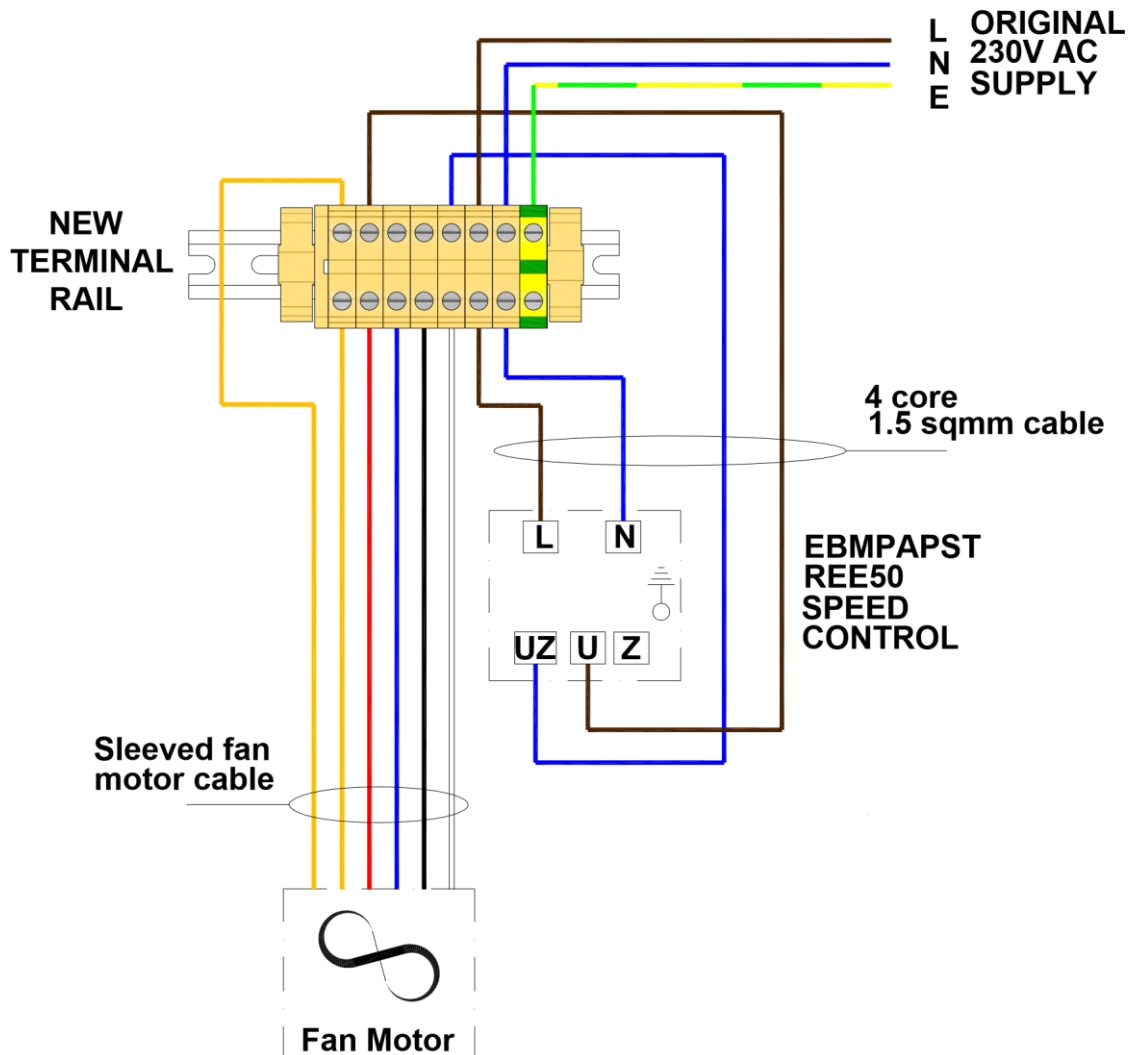 L
N
E
ORIGINAL
230V AC
SUPPLY
NEW
TERMINAL
RAIL
4 core
1.5 sqmm cable
L
N
EBMPAPST
REE50
SPEED
CONTROL
UZ
U
Z
Sleeved fan
motor cable
Fan Motor